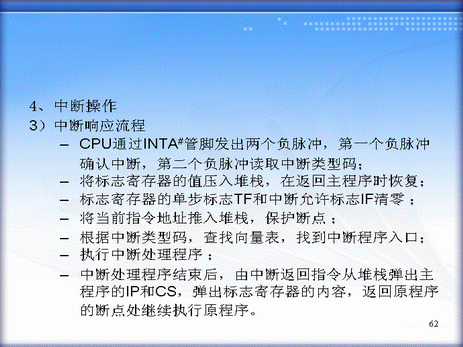 4、中断操作
3）中断响应流程
– CPU通过INTA#管脚发出两个负脉冲，第一个负脉冲
确认中断，第二个负脉冲读取中断类型码；
– 将标志寄存器的值压入堆栈，在返回主程序时恢复；
– 标志寄存器的单步标志TF和中断允许标志IF清零；
– 将当前指令地址推入堆栈，保护断点；
– 根据中断类型码，查找向量表，找到中断程序入口；
– 执行中断处理程序；
– 中断处理程序结束后，由中断返回指令从堆栈弹出主
程序的IP和CS，弹出标志寄存器的内容，返回原程序
的断点处继续执行原程序。
62